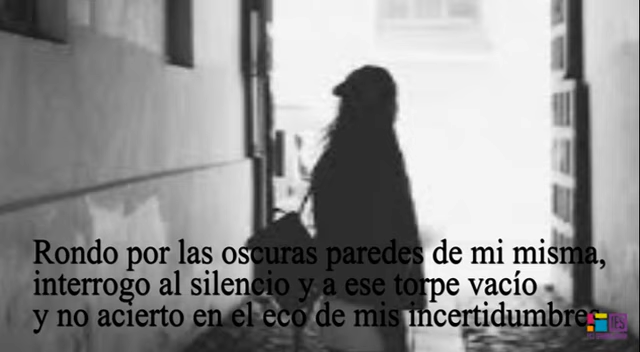 Rondo por las oscuras paredes de mi misma,
interrogo al silencio y a ese torpe vacío
y no acierto en el eco de mis incertidumbres